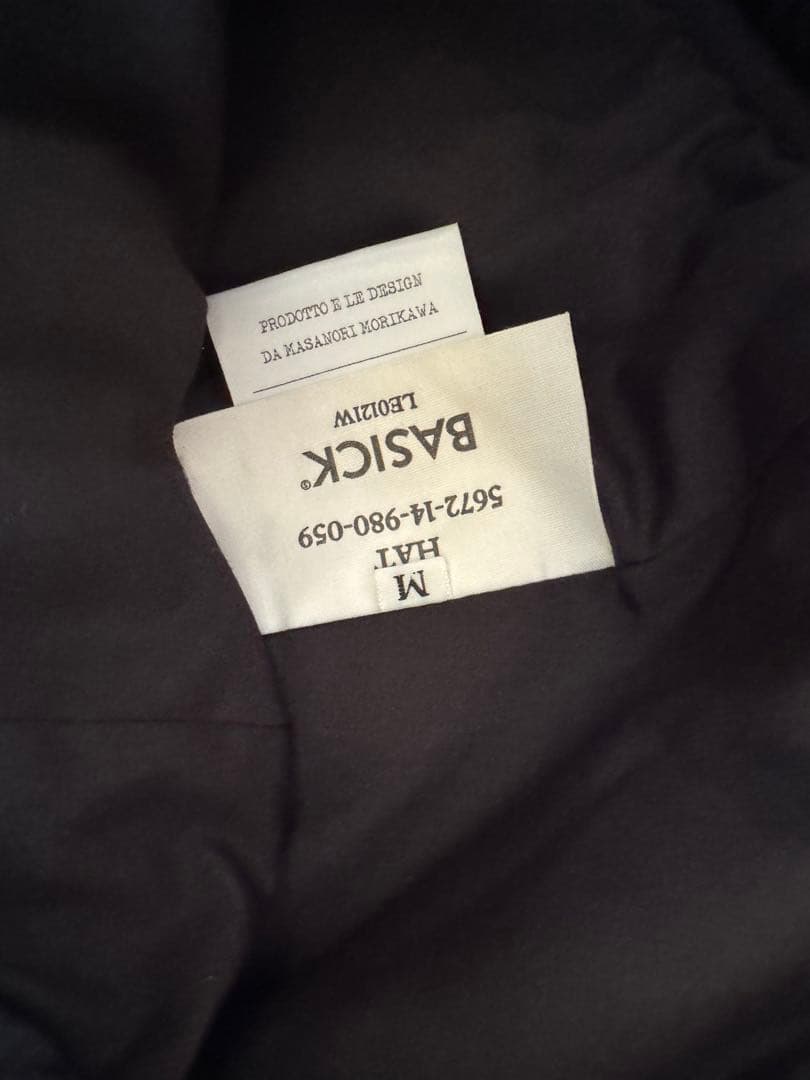 PRODOTTO E LE DESIGN
DA MASANORI MORIKAWA
M
HAT
5672-14-980-059
BASICK®
LE0121W